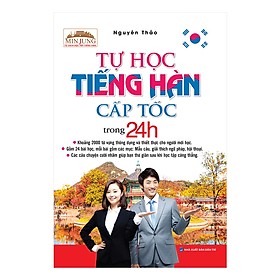 Nguyên Thảo
MIN JUNG
TỰ HỌC
TIẾNG HÀN
CẤP TỐC
trong 24h
Khoảng 2000 từ vựng thông dụng và thiết thực cho người mới học.
Gồm 24 bài học, mỗi bài gồm các mục: Mẫu câu, giải thích ngữ pháp, hội thoại.
Các câu chuyện cười nhằm giúp bạn thư giãn sau khi học tập căng thẳng.